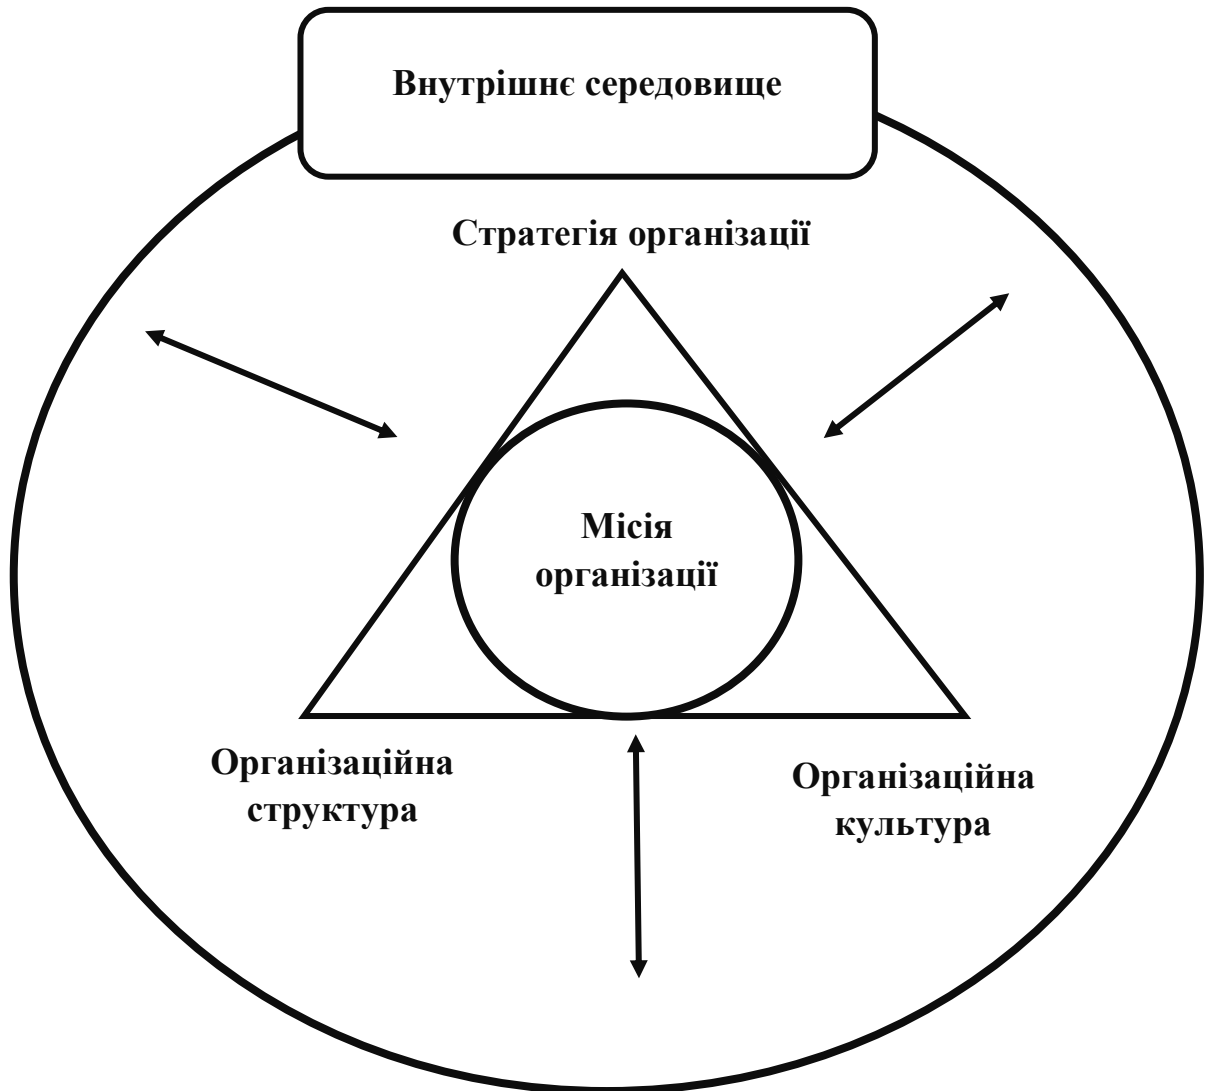 Внутрішнє середовище
Стратегія організації
Місія
організації
Організаційна
структура
Організаційна
культура